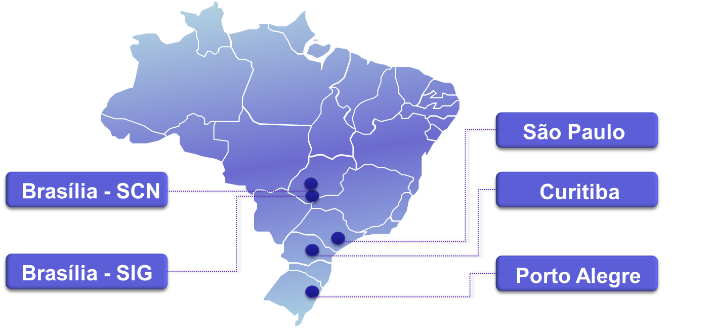 São Paulo
Brasília - SCN
Curitiba
Brasília - SIG
Porto Alegre